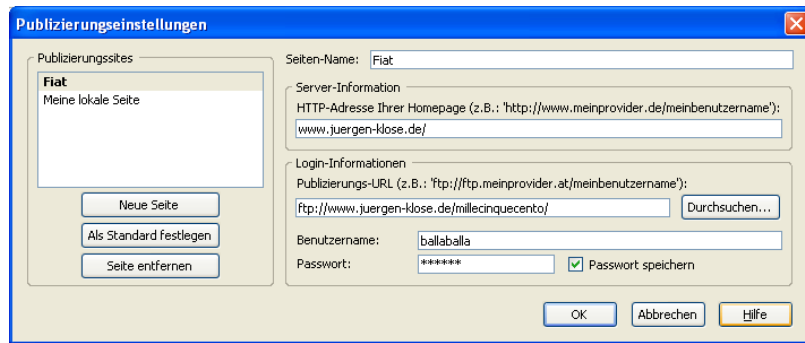 Publizierungseinstellungen
Publizierungssites
Fiat
Meine lokale Seite
Neue Seite
Als Standard festlegen
Seite entfernen
Seiten-Name: Fiat
Server-Information
HTTP-Adresse Ihrer Homepage (z.B.: 'http://www.meinprovider.de/meinbenutzername'):
www.juergen-klose.de/
Login-Informationen
Publizierungs-URL (z.B.: 'ftp://ftp.meinprovider.at/meinbenutzername'):
ftp://www.juergen-klose.de/millecinquecento/ Durchsuchen...
Benutzername: ballaballa
Passwort: ****** Passwort speichern
OK Abbrechen Hilfe